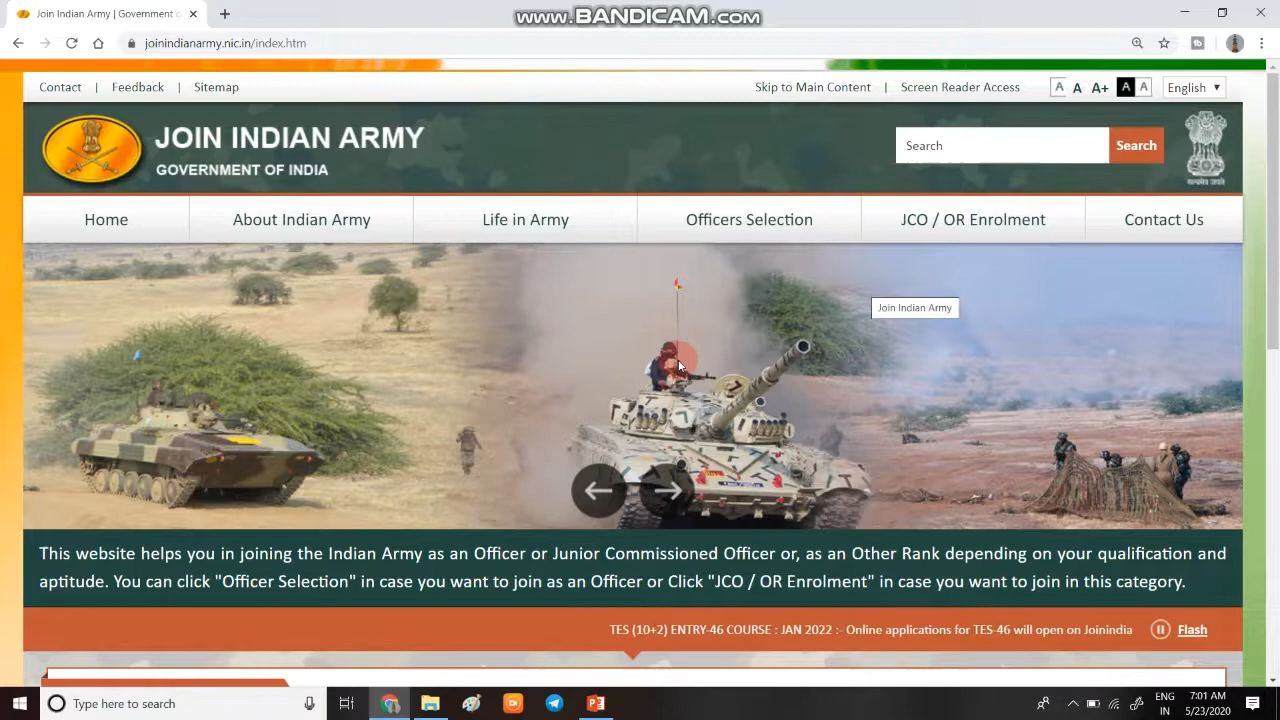 Join Indian Army | Government o
www.BANDICAM.com
joinindianarmy.nic.in/index.htm
Contact | Feedback | Sitemap
Skip to Main Content | Screen Reader Access
A A A+ A A English
JOIN INDIAN ARMY
GOVERNMENT OF INDIA
Search Search
सत्यमेव जयते
Home About Indian Army Life in Army Officers Selection JCO / OR Enrolment Contact Us
Join Indian Army
This website helps you in joining the Indian Army as an Officer or Junior Commissioned Officer or, as an Other Rank depending on your qualification and
aptitude. You can click "Officer Selection" in case you want to join as an Officer or Click "JCO / OR Enrolment" in case you want to join in this category.
TES (10+2) ENTRY-46 COURSE : JAN 2022 :- Online applications for TES-46 will open on Joinindia Flash
Type here to search
ENG
IN
7:01 AM
5/23/2020